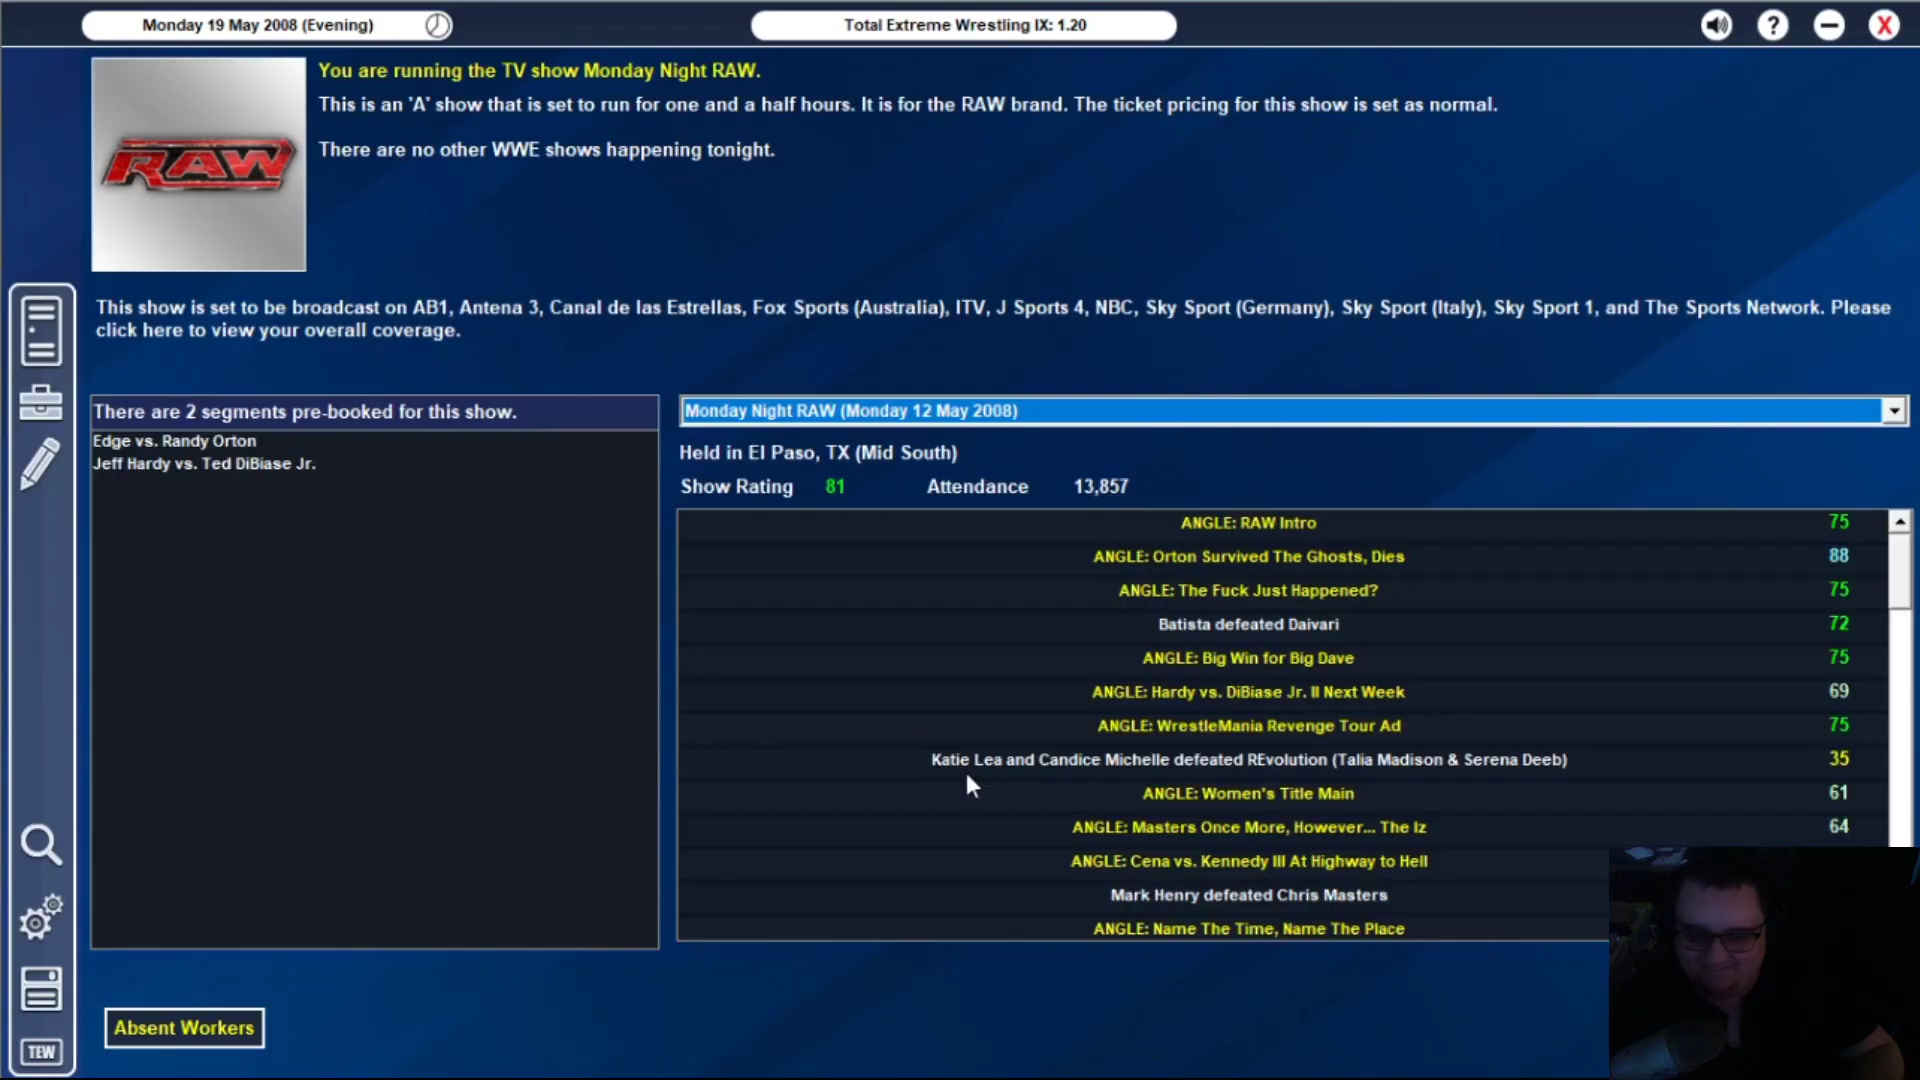 Monday 19 May 2008 (Evening)
Total Extreme Wrestling IX: 1.20
?
X
RAW
You are running the TV show Monday Night RAW.
This is an 'A' show that is set to run for one and a half hours. It is for the RAW brand. The ticket pricing for this show is set as normal.
There are no other WWE shows happening tonight.
This show is set to be broadcast on AB1, Antena 3, Canal de las Estrellas, Fox Sports (Australia), ITV, J Sports 4, NBC, Sky Sport (Germany), Sky Sport (Italy), Sky Sport 1, and The Sports Network. Please
click here to view your overall coverage.
There are 2 segments pre-booked for this show.
Edge vs. Randy Orton
Jeff Hardy vs. Ted DiBiase Jr.
Monday Night RAW (Monday 12 May 2008)
Held in El Paso, TX (Mid South)
Show Rating 81 Attendance 13,857
ANGLE: RAW Intro 75
ANGLE: Orton Survived The Ghosts, Dies 88
ANGLE: The Fuck Just Happened? 75
Batista defeated Daivari 72
ANGLE: Big Win for Big Dave 75
ANGLE: Hardy vs. DiBiase Jr. II Next Week 69
ANGLE: WrestleMania Revenge Tour Ad 75
Katie Lea and Candice Michelle defeated REvolution (Talia Madison & Serena Deeb) 35
ANGLE: Women's Title Main 61
ANGLE: Masters Once More, However... The Iz 64
ANGLE: Cena vs. Kennedy III At Highway to Hell
Mark Henry defeated Chris Masters
ANGLE: Name The Time, Name The Place
Absent Workers
TEW